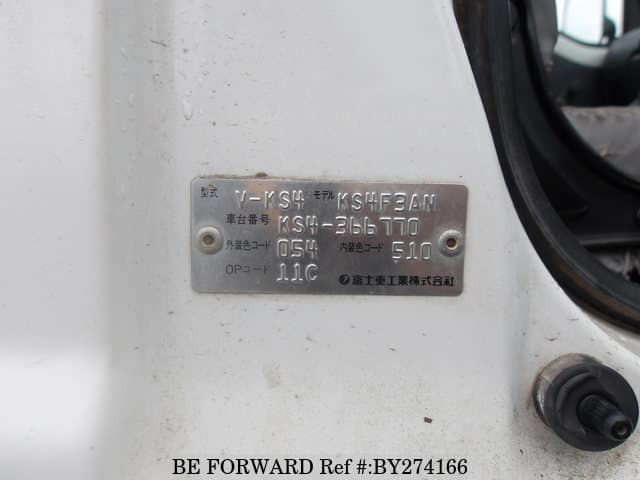 型式 V-KS4 モデル KS4F3AN
車台番号 KS4-366770
外装色コード 054 内装色コード 510
OPコード 11C
富士重工業株式会社
BE FORWARD Ref #:BY274166